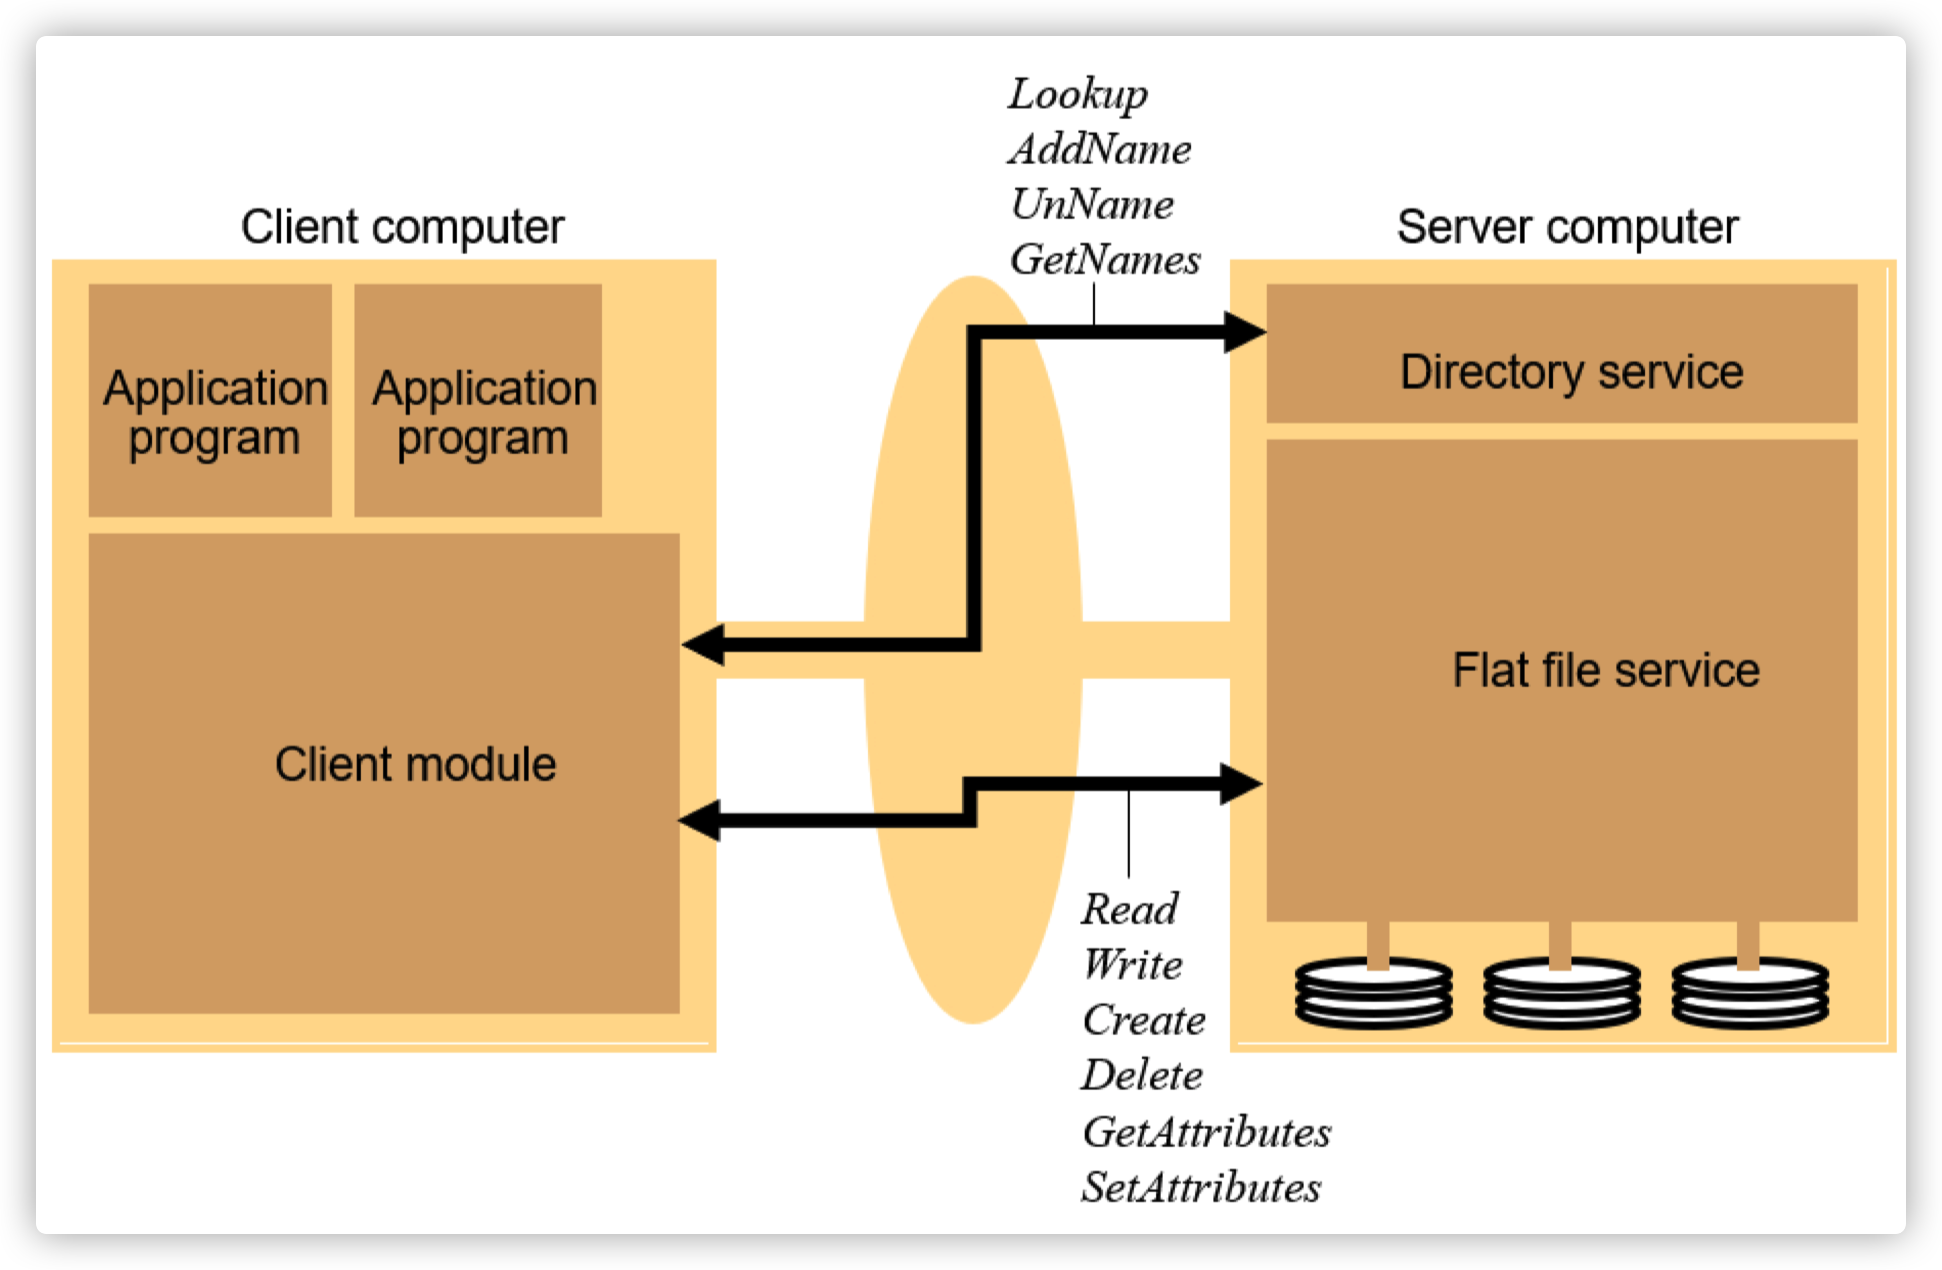 Lookup
AddName
UnName
GetNames
Client computer
Server computer
Application
program
Application
program
Directory service
Flat file service
Client module
Read
Write
Create
Delete
GetAttributes
SetAttributes